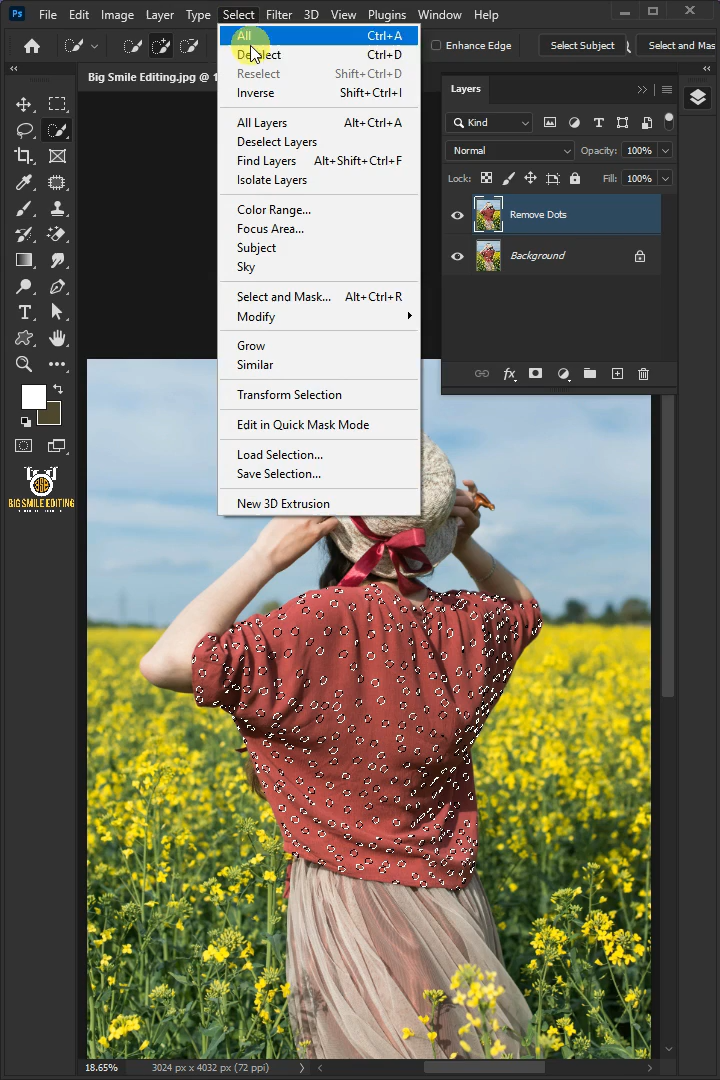 Ps File Edit Image Layer Type Select Filter 3D View Plugins Window Help
Enhance Edge Select Subject Select and Mas
Big Smile Editing.jpg @ 1
All Ctrl+A
Deselect Ctrl+D
Reselect Shift+Ctrl+D
Inverse Shift+Ctrl+I
All Layers Alt+Ctrl+A
Deselect Layers
Find Layers Alt+Shift+Ctrl+F
Isolate Layers
Color Range...
Focus Area...
Subject
Sky
Select and Mask... Alt+Ctrl+R
Modify
Grow
Similar
Transform Selection
Edit in Quick Mask Mode
Load Selection...
Save Selection...
New 3D Extrusion
Layers
Kind
Normal Opacity: 100%
Lock: Fill: 100%
Remove Dots
Background
fx
BIG SMILE EDITING
18.65% 3024 px x 4032 px (72 ppi)